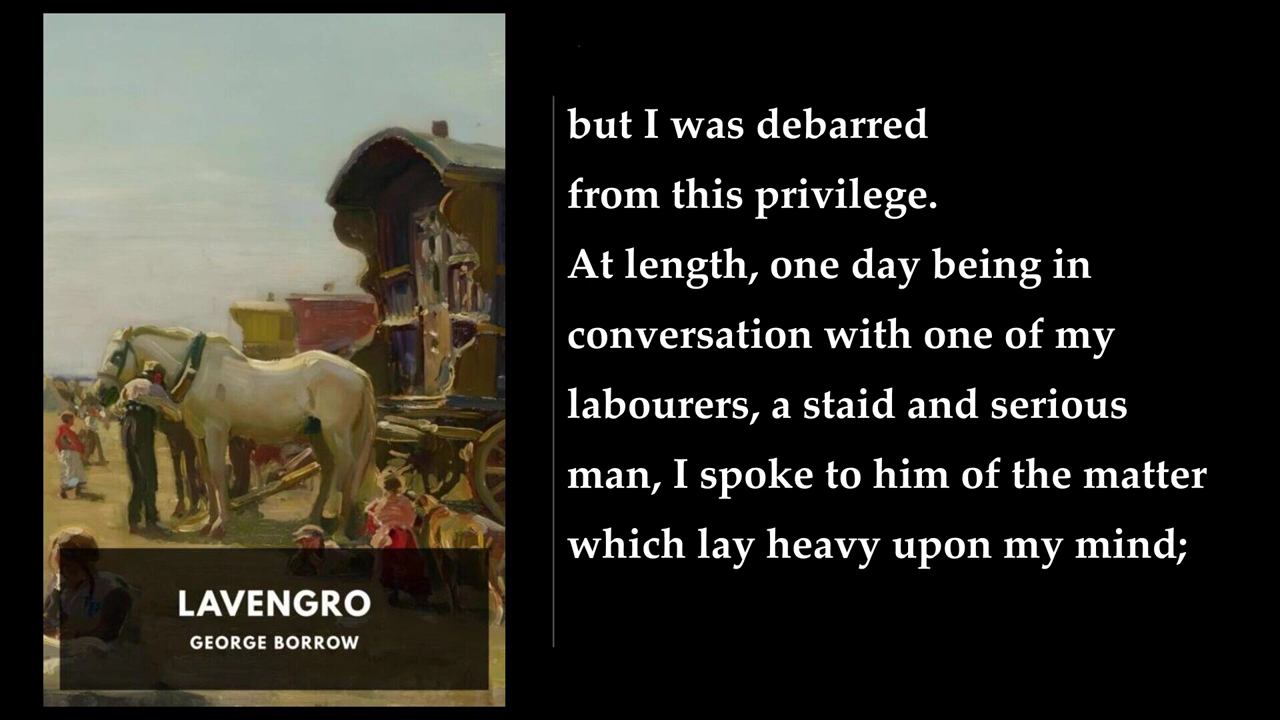 LAVENGRO
GEORGE BORROW
but I was debarred
from this privilege.
At length, one day being in
conversation with one of my
labourers, a staid and serious
man, I spoke to him of the matter
which lay heavy upon my mind;